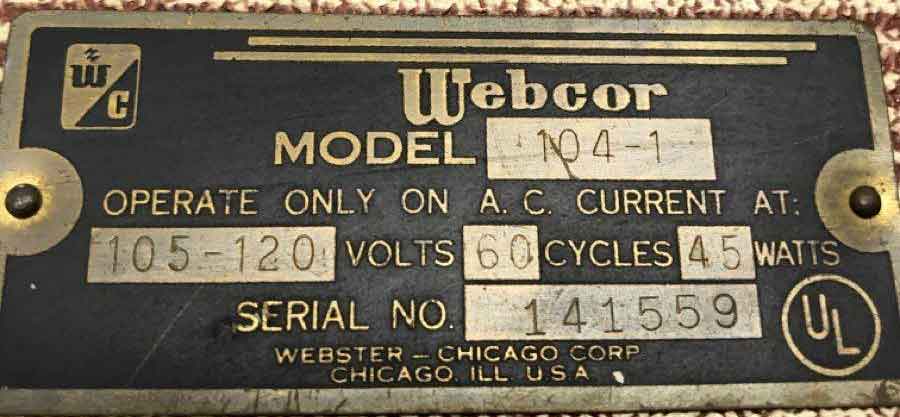 W
C
Webcor
MODEL 104-1
OPERATE ONLY ON A. C. CURRENT AT:
105-120 VOLTS 60 CYCLES 45 WATTS
SERIAL NO. 141559
UL
WEBSTER — CHICAGO CORP
CHICAGO. ILL. U.S.A.